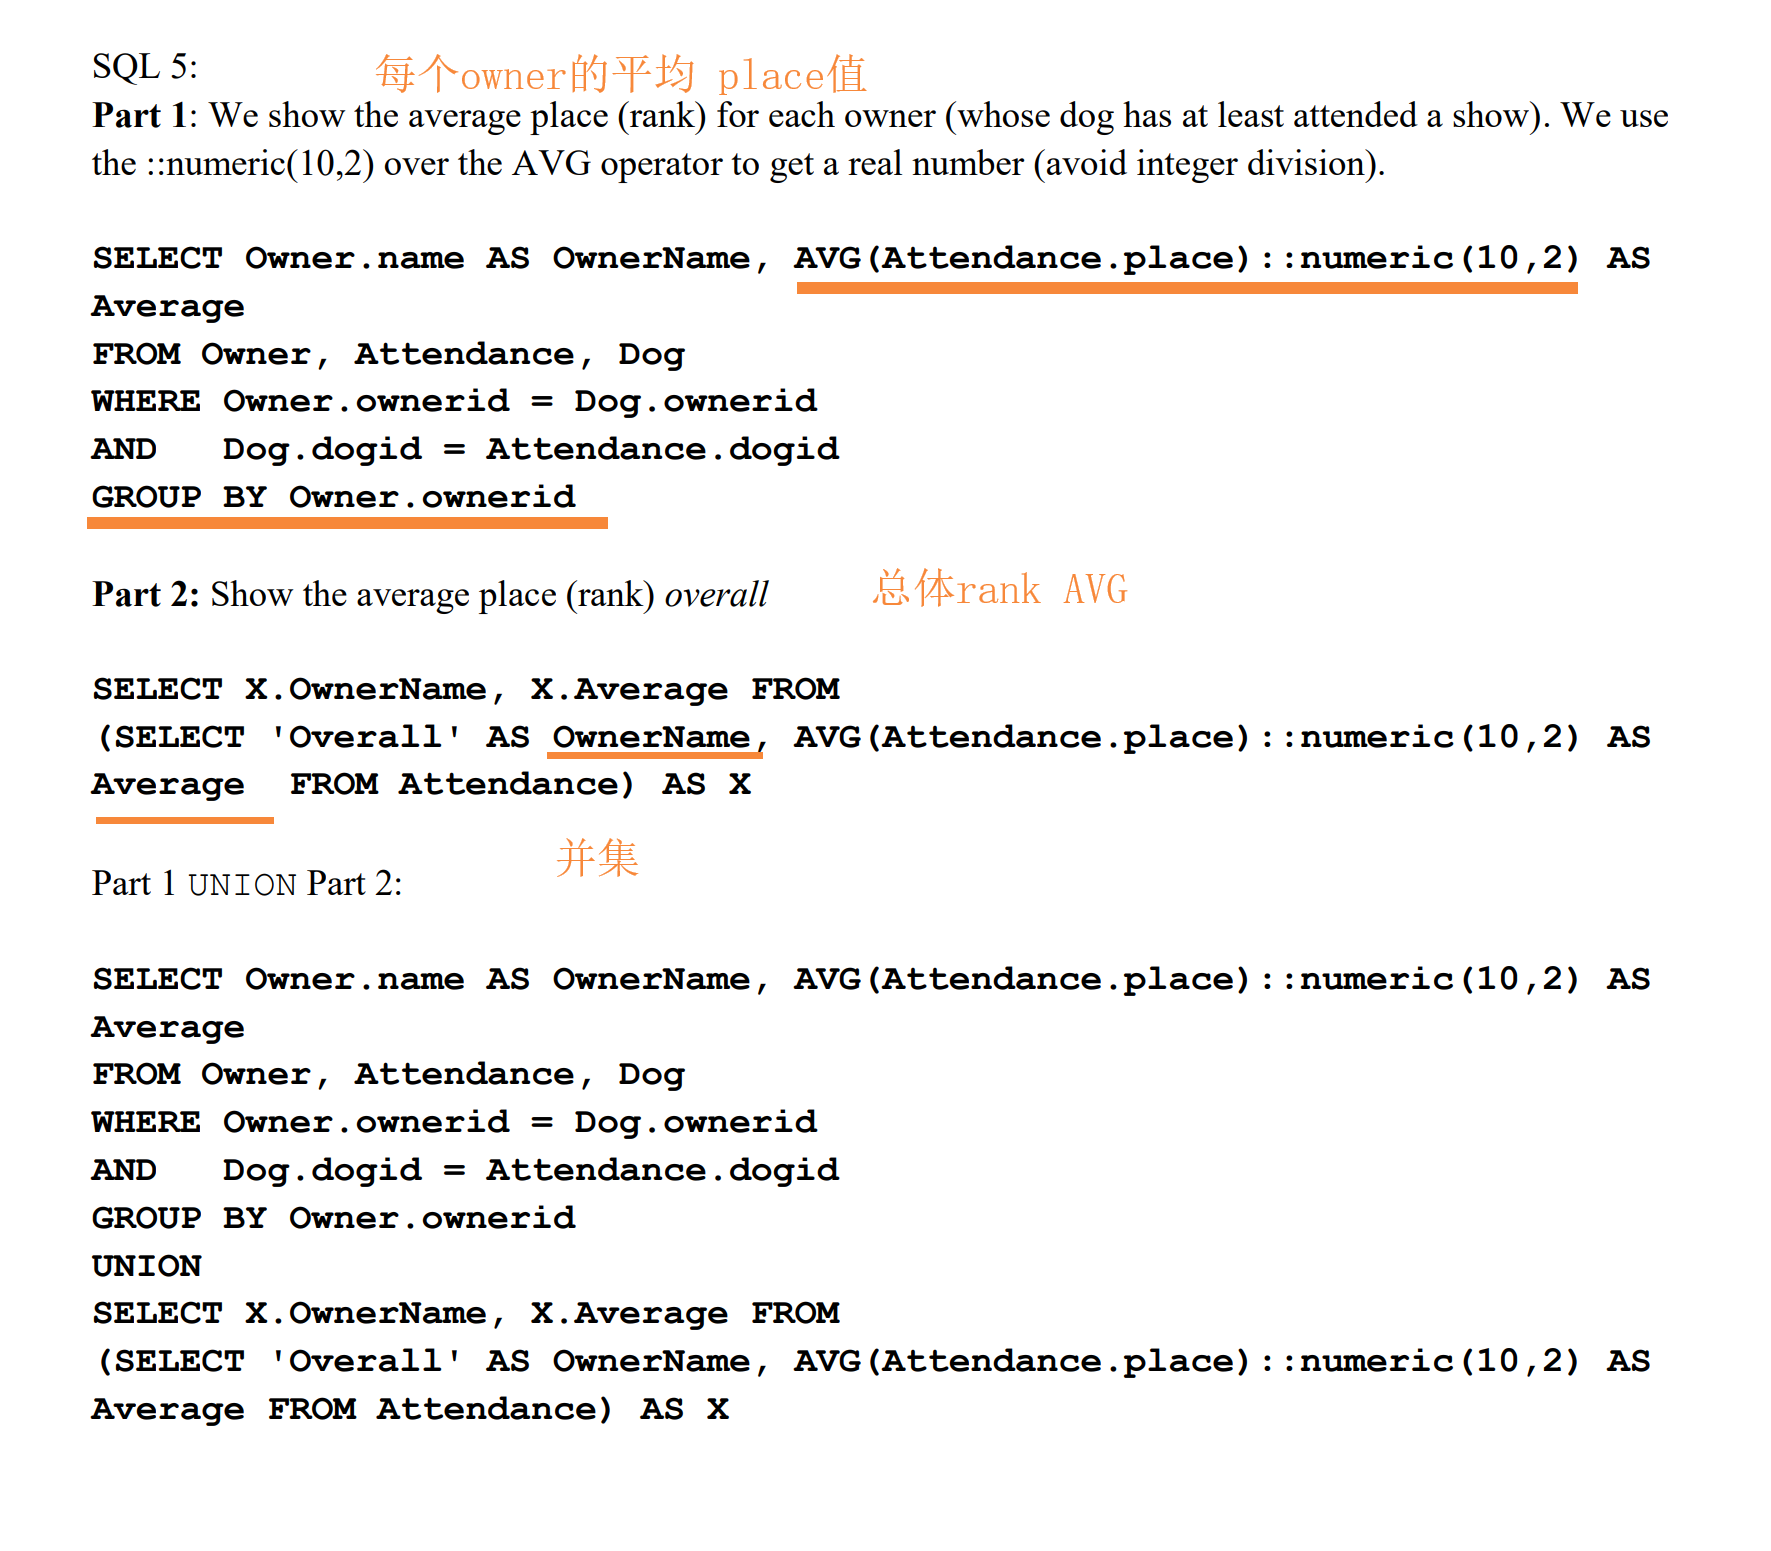 SQL 5:
每个owner的平均 place值
Part 1: We show the average place (rank) for each owner (whose dog has at least attended a show). We use
the ::numeric(10,2) over the AVG operator to get a real number (avoid integer division).
SELECT Owner.name AS OwnerName, AVG(Attendance.place)::numeric(10,2) AS
Average
FROM Owner, Attendance, Dog
WHERE Owner.ownerid = Dog.ownerid
AND   Dog.dogid = Attendance.dogid
GROUP BY Owner.ownerid
Part 2: Show the average place (rank) overall
总体rank AVG
SELECT X.OwnerName, X.Average FROM
(SELECT 'Overall' AS OwnerName, AVG(Attendance.place)::numeric(10,2) AS
Average  FROM Attendance) AS X
并集
Part 1 UNION Part 2:
SELECT Owner.name AS OwnerName, AVG(Attendance.place)::numeric(10,2) AS
Average
FROM Owner, Attendance, Dog
WHERE Owner.ownerid = Dog.ownerid
AND   Dog.dogid = Attendance.dogid
GROUP BY Owner.ownerid
UNION
SELECT X.OwnerName, X.Average FROM
(SELECT 'Overall' AS OwnerName, AVG(Attendance.place)::numeric(10,2) AS
Average FROM Attendance) AS X